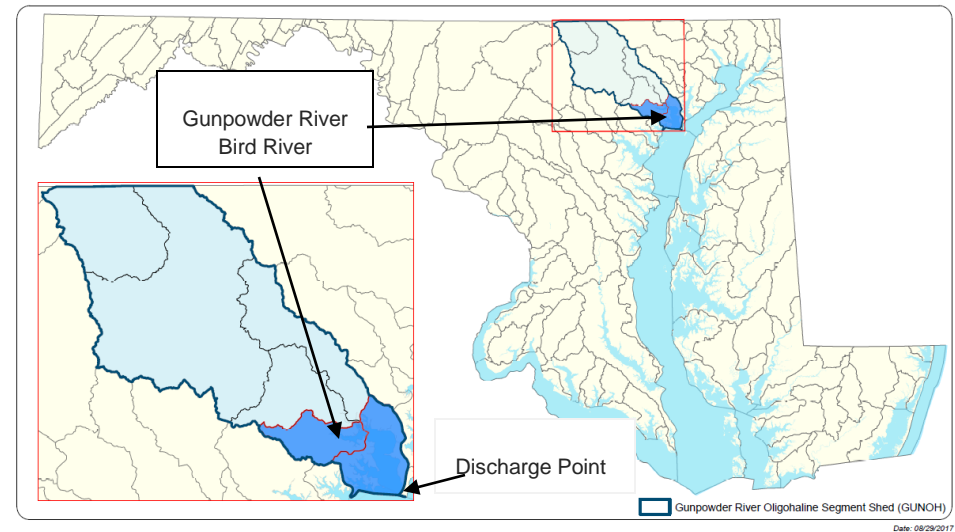 Gunpowder River
Bird River
Discharge Point
Gunpowder River Oligohaline Segment Shed (GUNOH)
Date: 08/29/2017